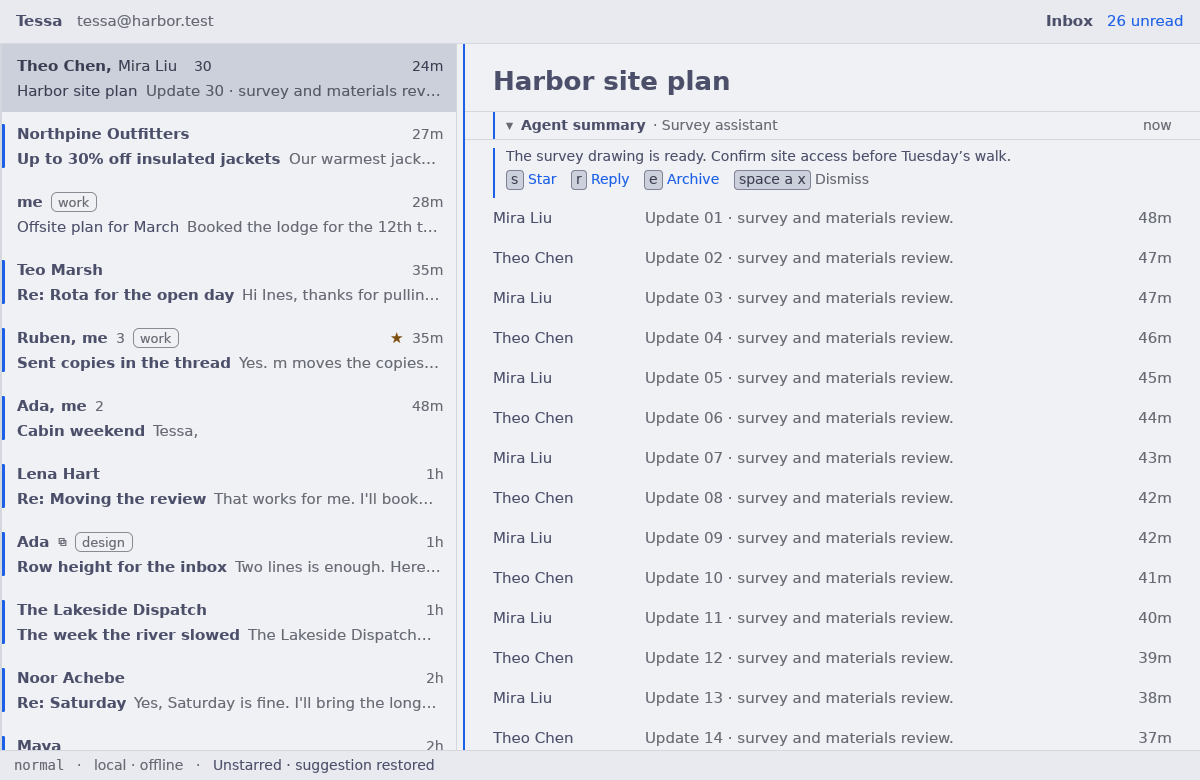 Tessa tessa@harbor.test Inbox 26 unread
Theo Chen, Mira Liu 30 24m
Harbor site plan Update 30 · survey and materials rev…
Northpine Outfitters 27m
Up to 30% off insulated jackets Our warmest jack…
me work 28m
Offsite plan for March Booked the lodge for the 12th t…
Teo Marsh 35m
Re: Rota for the open day Hi Ines, thanks for pullin…
Ruben, me 3 work ★ 35m
Sent copies in the thread Yes. m moves the copies…
Ada, me 2 48m
Cabin weekend Tessa,
Lena Hart 1h
Re: Moving the review That works for me. I'll book…
Ada design 1h
Row height for the inbox Two lines is enough. Here…
The Lakeside Dispatch 1h
The week the river slowed The Lakeside Dispatch…
Noor Achebe 2h
Re: Saturday Yes, Saturday is fine. I'll bring the long…
Maya 2h
Harbor site plan
▾ Agent summary · Survey assistant now
The survey drawing is ready. Confirm site access before Tuesday’s walk.
s Star r Reply e Archive space a x Dismiss
Mira Liu Update 01 · survey and materials review. 48m
Theo Chen Update 02 · survey and materials review. 47m
Mira Liu Update 03 · survey and materials review. 47m
Theo Chen Update 04 · survey and materials review. 46m
Mira Liu Update 05 · survey and materials review. 45m
Theo Chen Update 06 · survey and materials review. 44m
Mira Liu Update 07 · survey and materials review. 43m
Theo Chen Update 08 · survey and materials review. 42m
Mira Liu Update 09 · survey and materials review. 42m
Theo Chen Update 10 · survey and materials review. 41m
Mira Liu Update 11 · survey and materials review. 40m
Theo Chen Update 12 · survey and materials review. 39m
Mira Liu Update 13 · survey and materials review. 38m
Theo Chen Update 14 · survey and materials review. 37m
normal · local · offline · Unstarred · suggestion restored